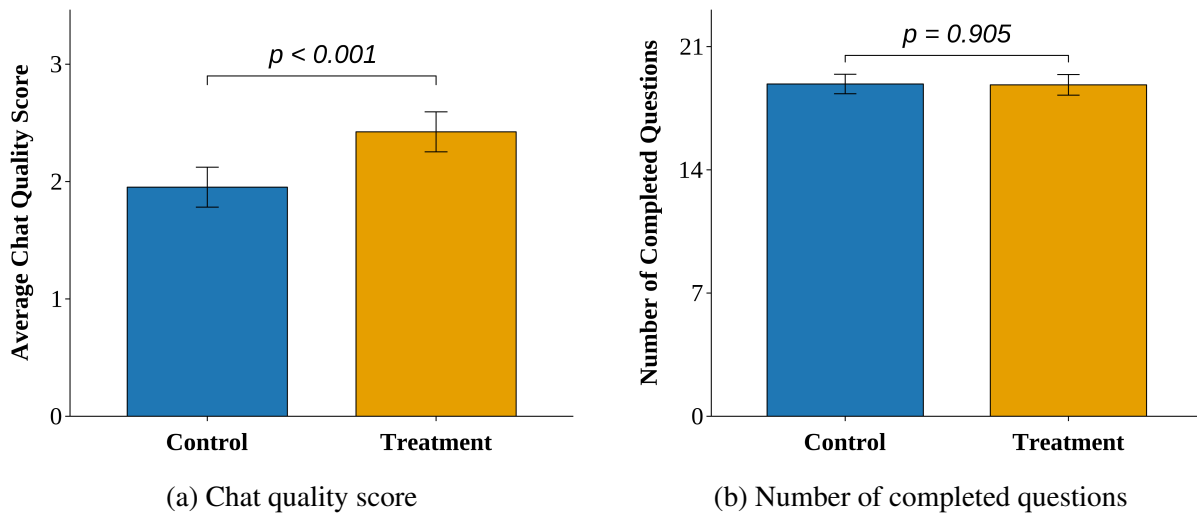 Average Chat Quality Score
3
2
1
0
p < 0.001
Control
Treatment
(a) Chat quality score
Number of Completed Questions
21
14
7
0
p = 0.905
Control
Treatment
(b) Number of completed questions